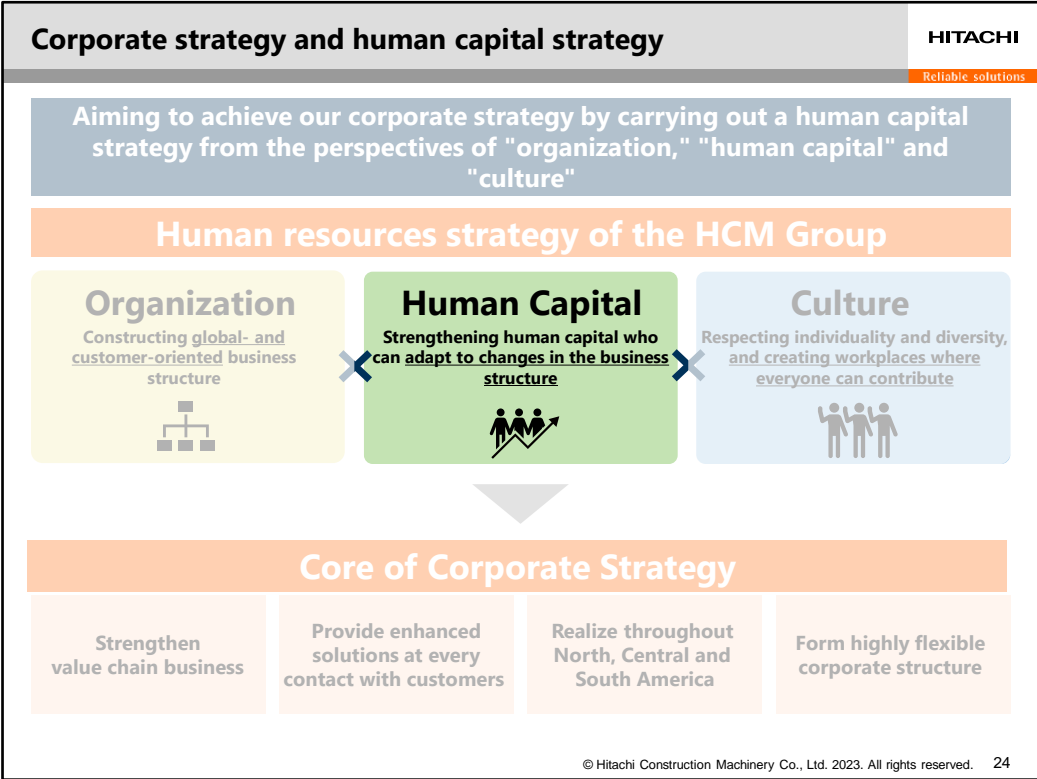 Corporate strategy and human capital strategy
HITACHI
Reliable solutions
Aiming to achieve our corporate strategy by carrying out a human capital
strategy from the perspectives of "organization," "human capital" and
"culture"
Human resources strategy of the HCM Group
Organization
Constructing global- and
customer-oriented business
structure
Human Capital
Strengthening human capital who
can adapt to changes in the business
structure
Culture
Respecting individuality and diversity,
and creating workplaces where
everyone can contribute
Core of Corporate Strategy
Strengthen
value chain business
Provide enhanced
solutions at every
contact with customers
Realize throughout
North, Central and
South America
Form highly flexible
corporate structure
© Hitachi Construction Machinery Co., Ltd. 2023. All rights reserved. 24